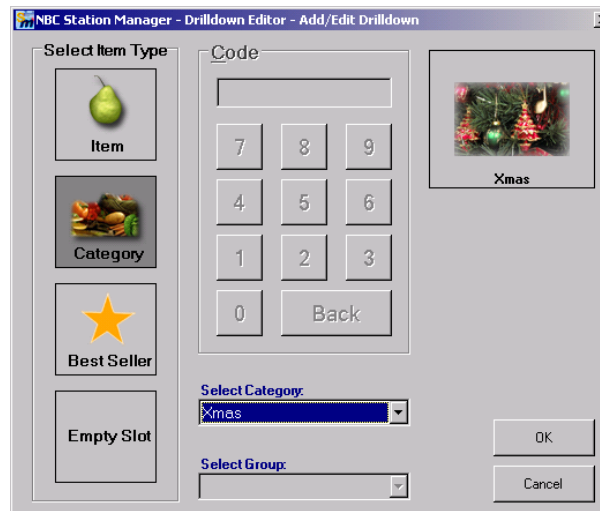 NBC Station Manager - Drilldown Editor - Add/Edit Drilldown
Select Item Type
Item
Category
Best Seller
Empty Slot
Code
7 8 9
4 5 6
1 2 3
0 Back
Select Category:
Xmas
Select Group:
Xmas
OK
Cancel